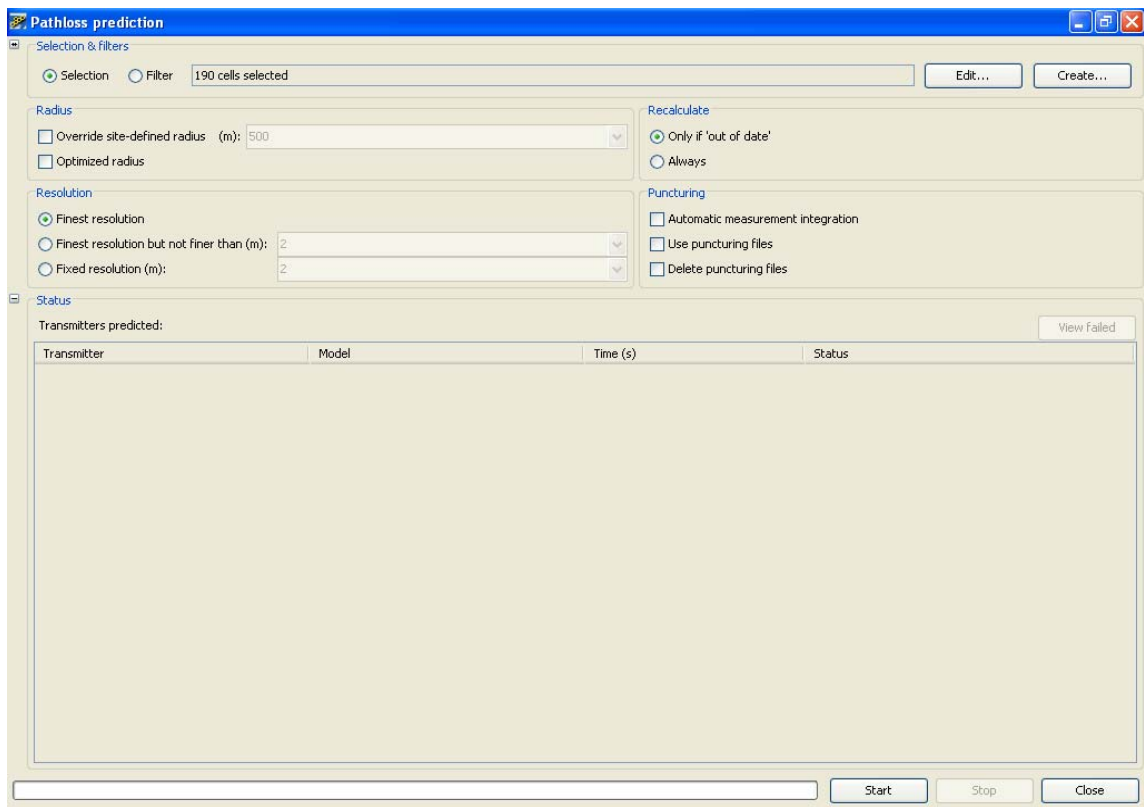 Pathloss prediction
Selection & filters
Selection Filter 190 cells selected Edit... Create...
Radius
Override site-defined radius (m): 500
Optimized radius
Recalculate
Only if 'out of date'
Always
Resolution
Finest resolution
Finest resolution but not finer than (m): 2
Fixed resolution (m): 2
Puncturing
Automatic measurement integration
Use puncturing files
Delete puncturing files
Status
Transmitters predicted: View failed
Transmitter Model Time (s) Status
Start Stop Close